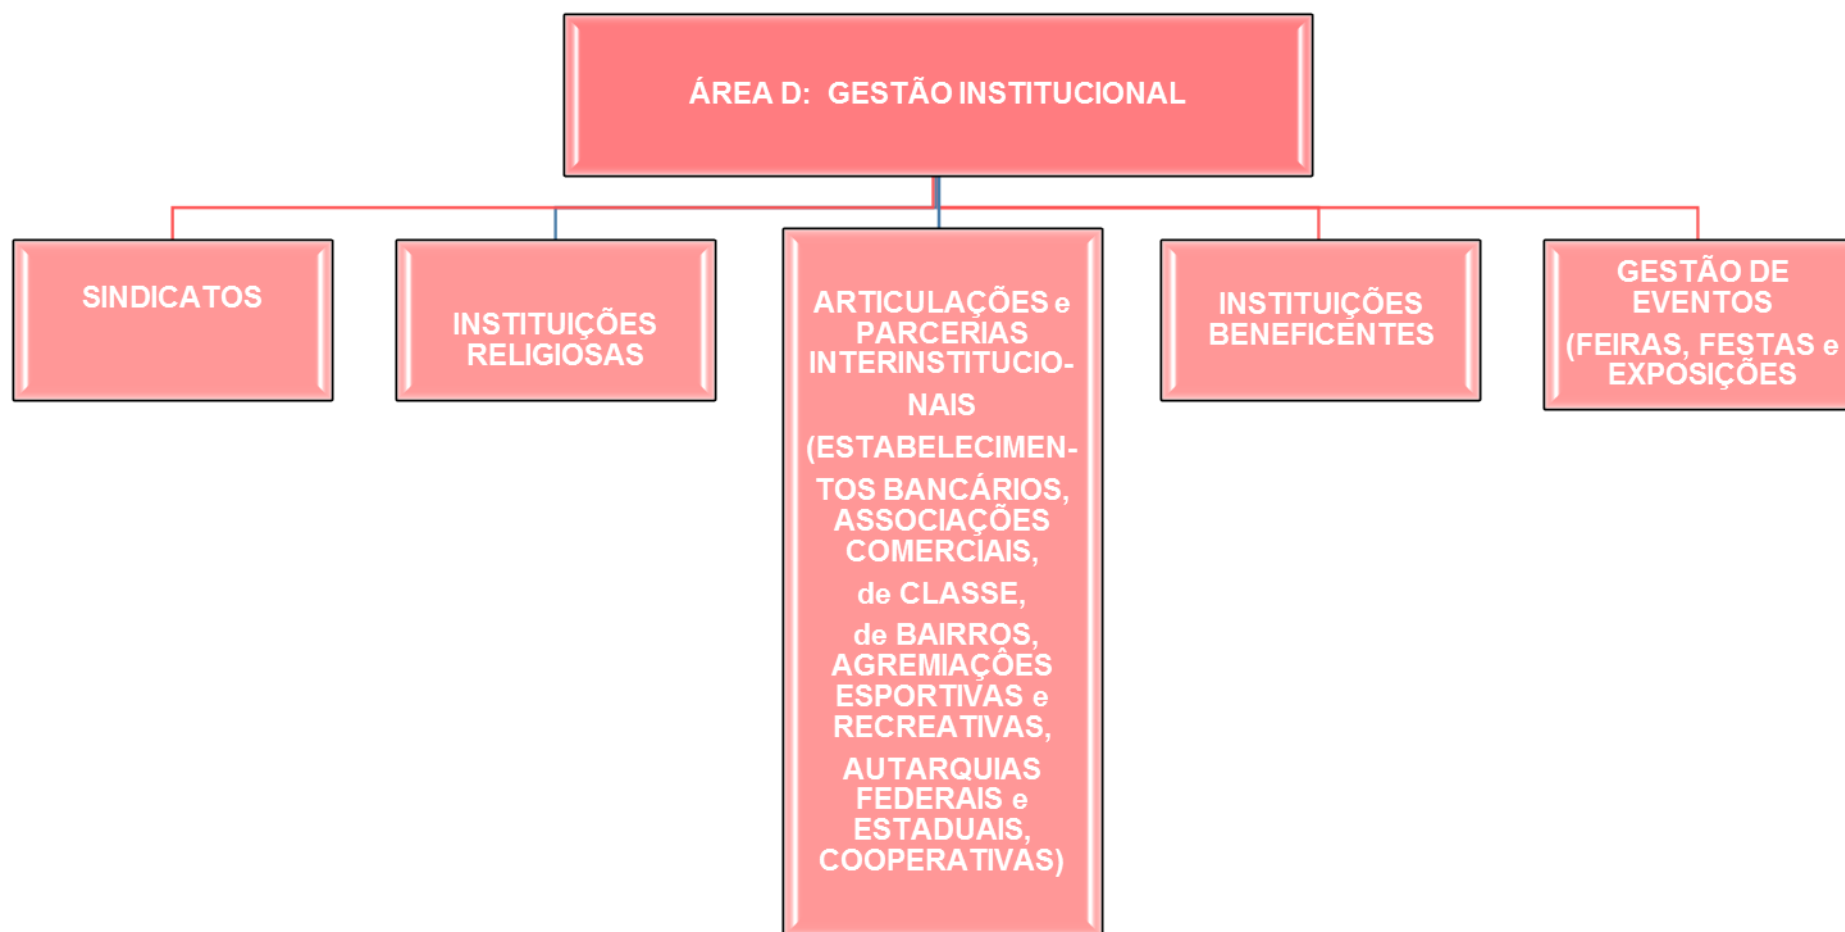 ÁREA D: GESTÃO INSTITUCIONAL
SINDICATOS
INSTITUIÇÕES
RELIGIOSAS
ARTICULAÇÕES e
PARCERIAS
INTERINSTITUCIO-
NAIS
(ESTABELECIMEN-
TOS BANCÁRIOS,
ASSOCIAÇÕES
COMERCIAIS,
de CLASSE,
de BAIRROS,
AGREMIAÇÔES
ESPORTIVAS e
RECREATIVAS,
AUTARQUIAS
FEDERAIS e
ESTADUAIS,
COOPERATIVAS)
INSTITUIÇÕES
BENEFICENTES
GESTÃO DE
EVENTOS
(FEIRAS, FESTAS e
EXPOSIÇÕES